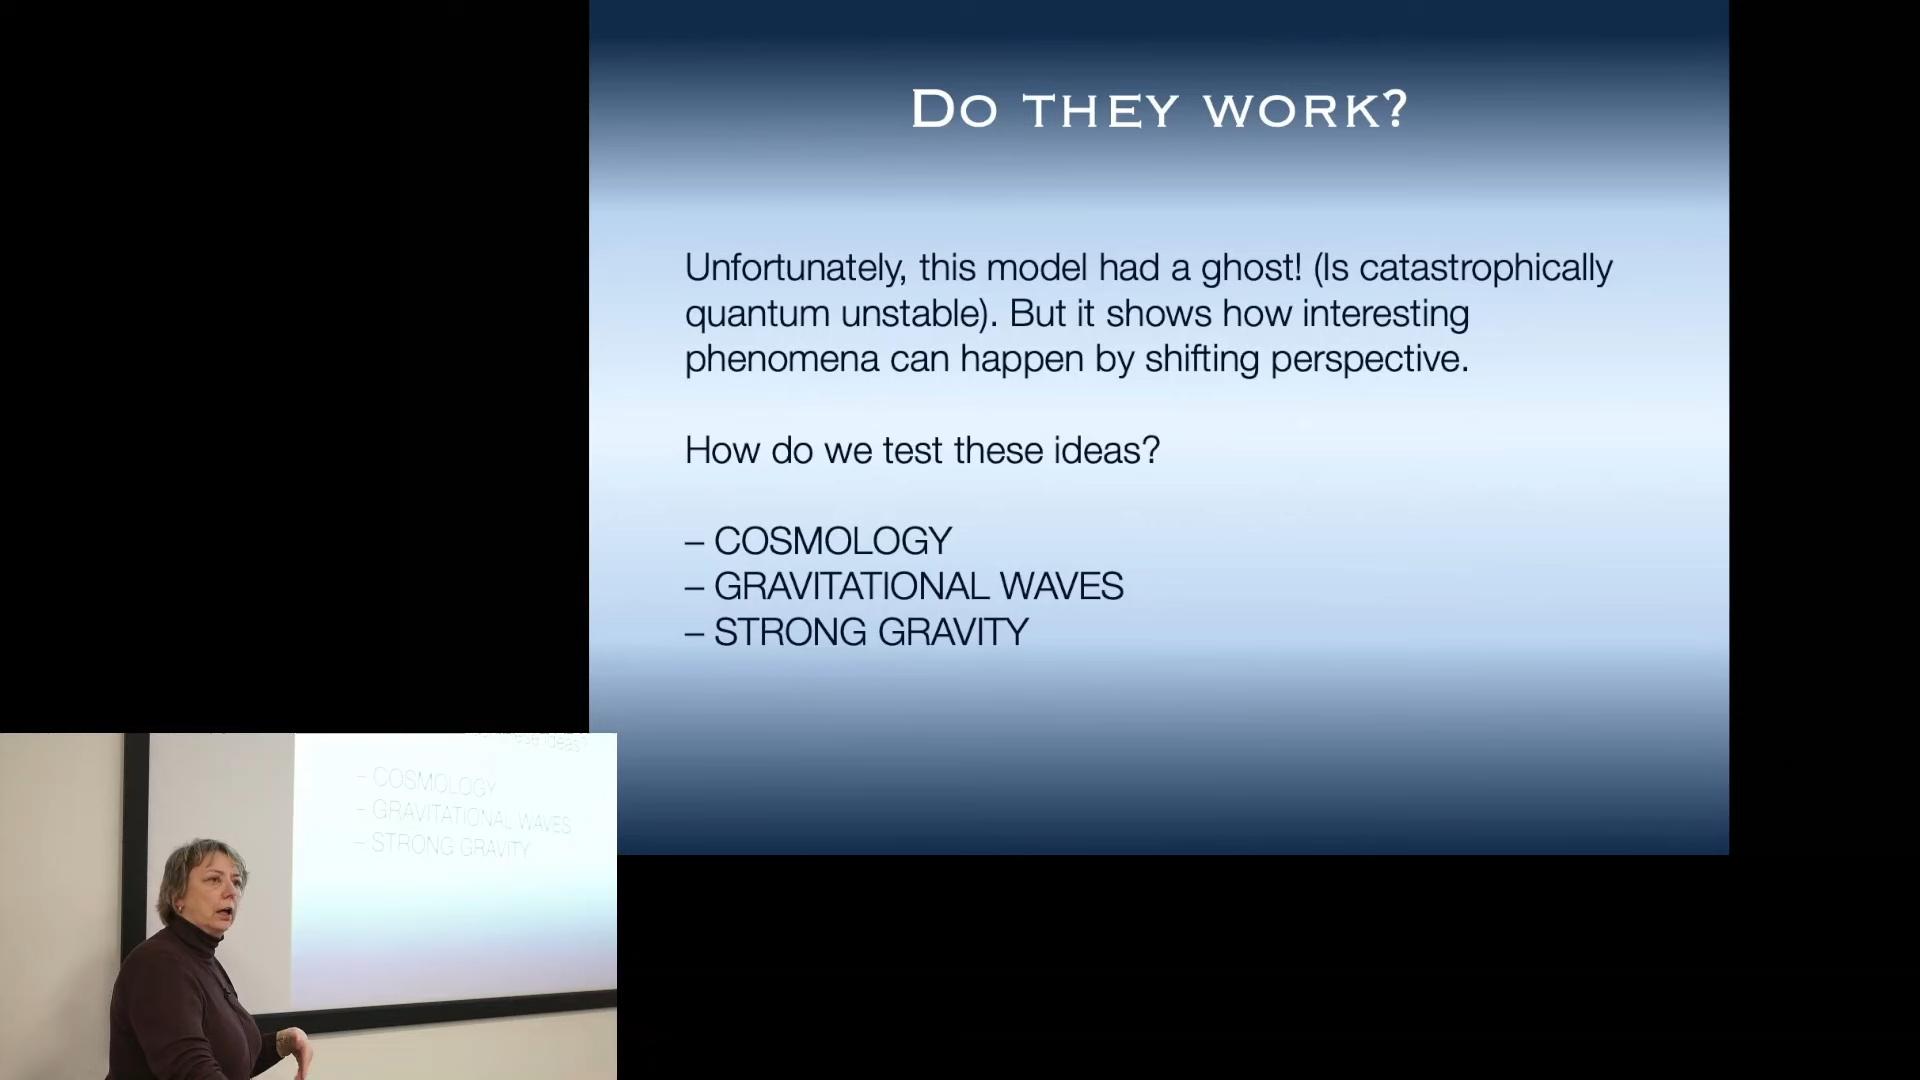 Do they work?
Unfortunately, this model had a ghost! (Is catastrophically
quantum unstable). But it shows how interesting
phenomena can happen by shifting perspective.
How do we test these ideas?
– COSMOLOGY
– GRAVITATIONAL WAVES
– STRONG GRAVITY
these ideas?
– COSMOLOGY
– GRAVITATIONAL WAVES
– STRONG GRAVITY